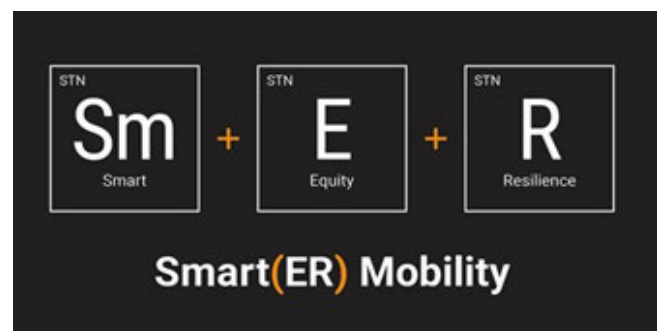 STN STN STN
Sm + E + R
Smart Equity Resilience
Smart(ER) Mobility